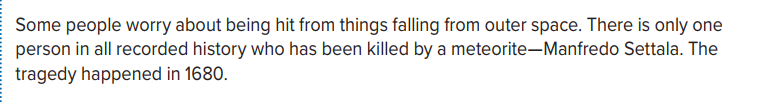 Some people worry about being hit from things falling from outer space. There is only one
person in all recorded history who has been killed by a meteorite—Manfredo Settala. The
tragedy happened in 1680.